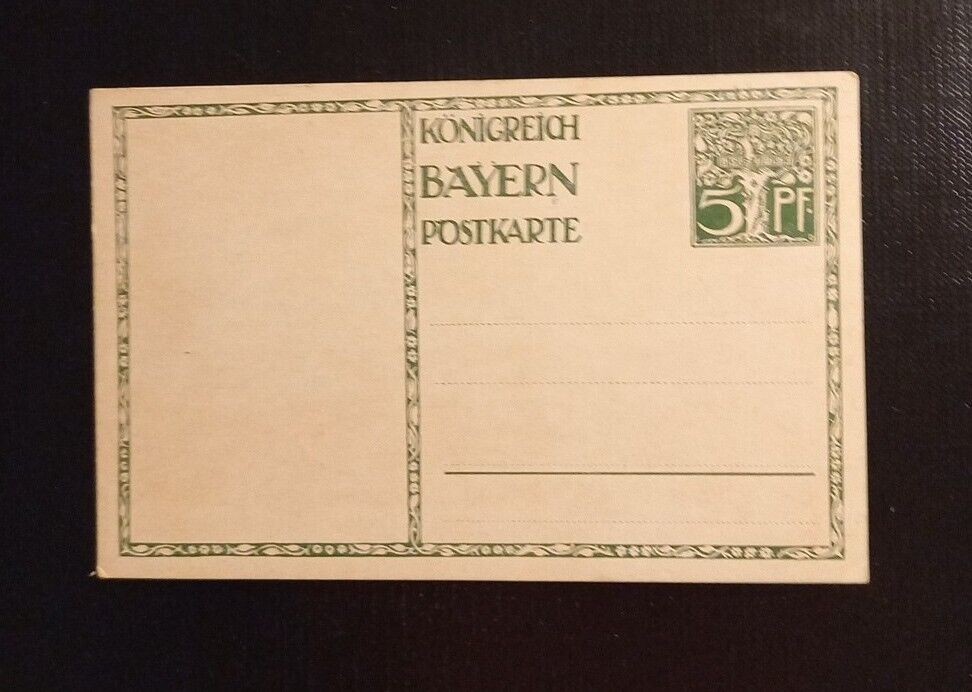 KÖNIGREICH
BAYERN
POSTKARTE
5 PF